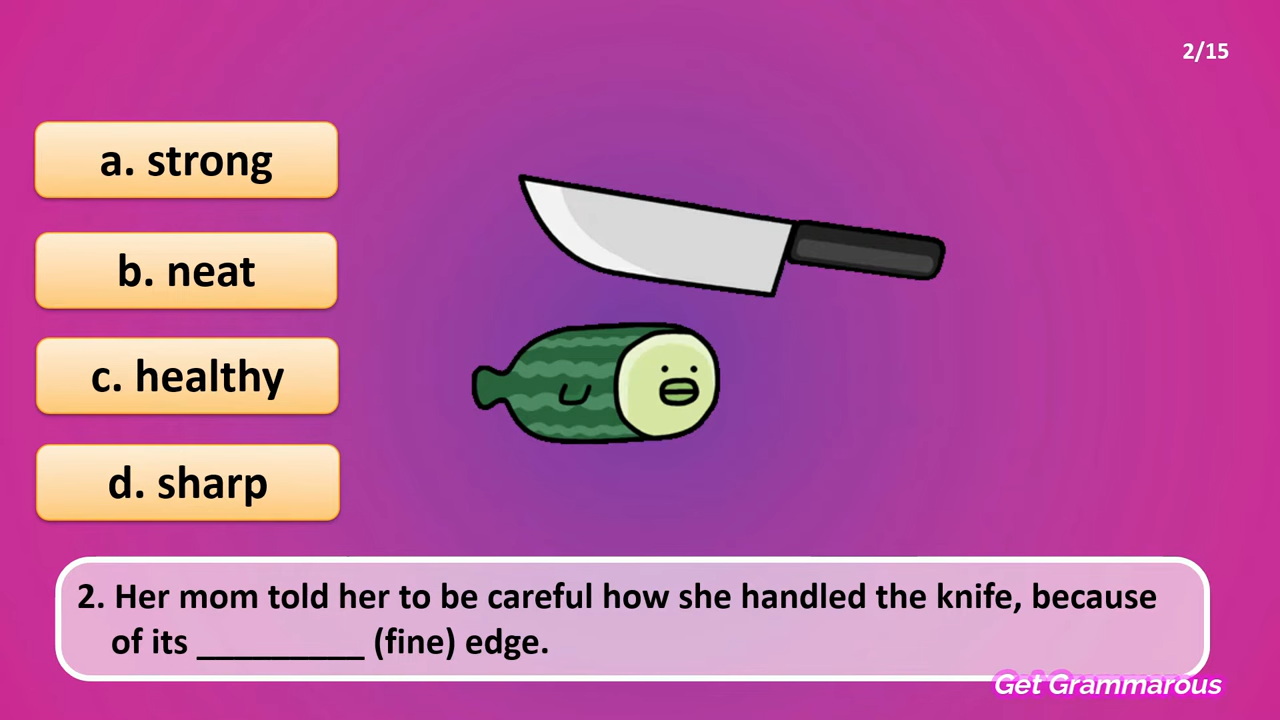 2/15
a. strong
b. neat
c. healthy
d. sharp
2. Her mom told her to be careful how she handled the knife, because
of its _________ (fine) edge.
Get Grammarous